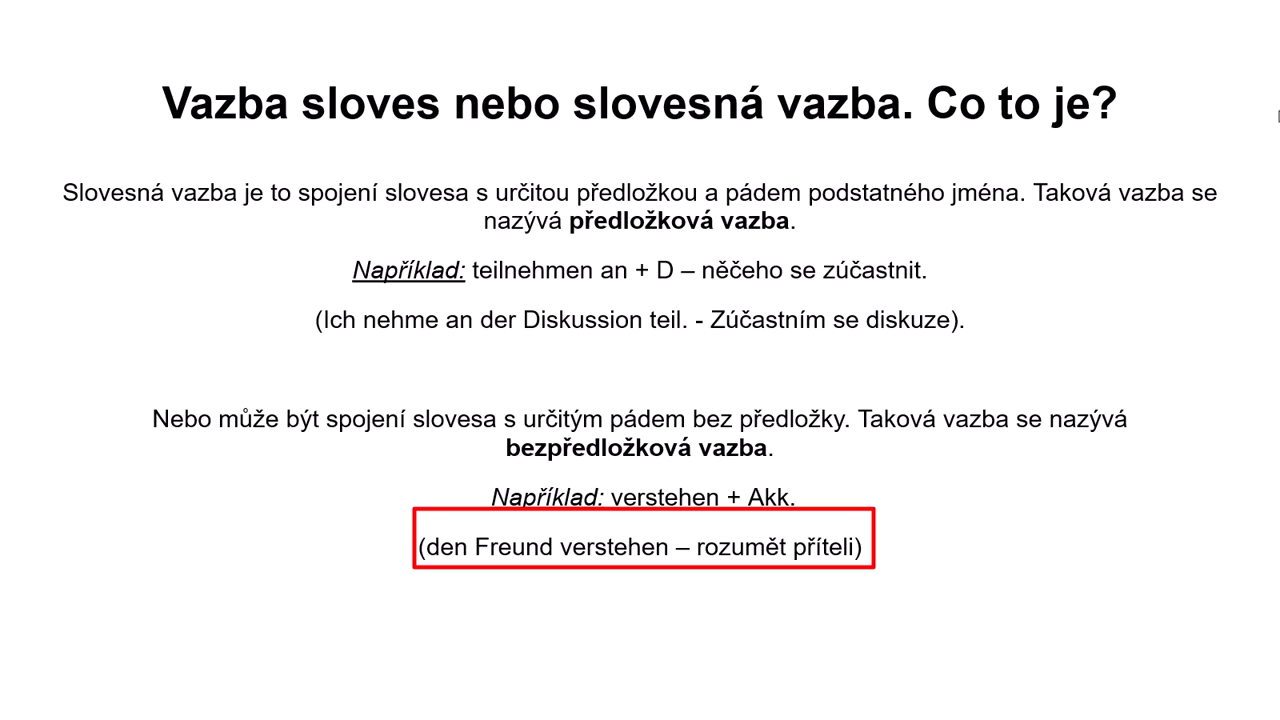 Vazba sloves nebo slovesná vazba. Co to je?
Slovesná vazba je to spojení slovesa s určitou předložkou a pádem podstatného jména. Taková vazba se
nazývá předložková vazba.
Například: teilnehmen an + D – něčeho se zúčastnit.
(Ich nehme an der Diskussion teil. - Zúčastním se diskuze).
Nebo může být spojení slovesa s určitým pádem bez předložky. Taková vazba se nazývá
bezpředložková vazba.
Například: verstehen + Akk.
(den Freund verstehen – rozumět příteli)